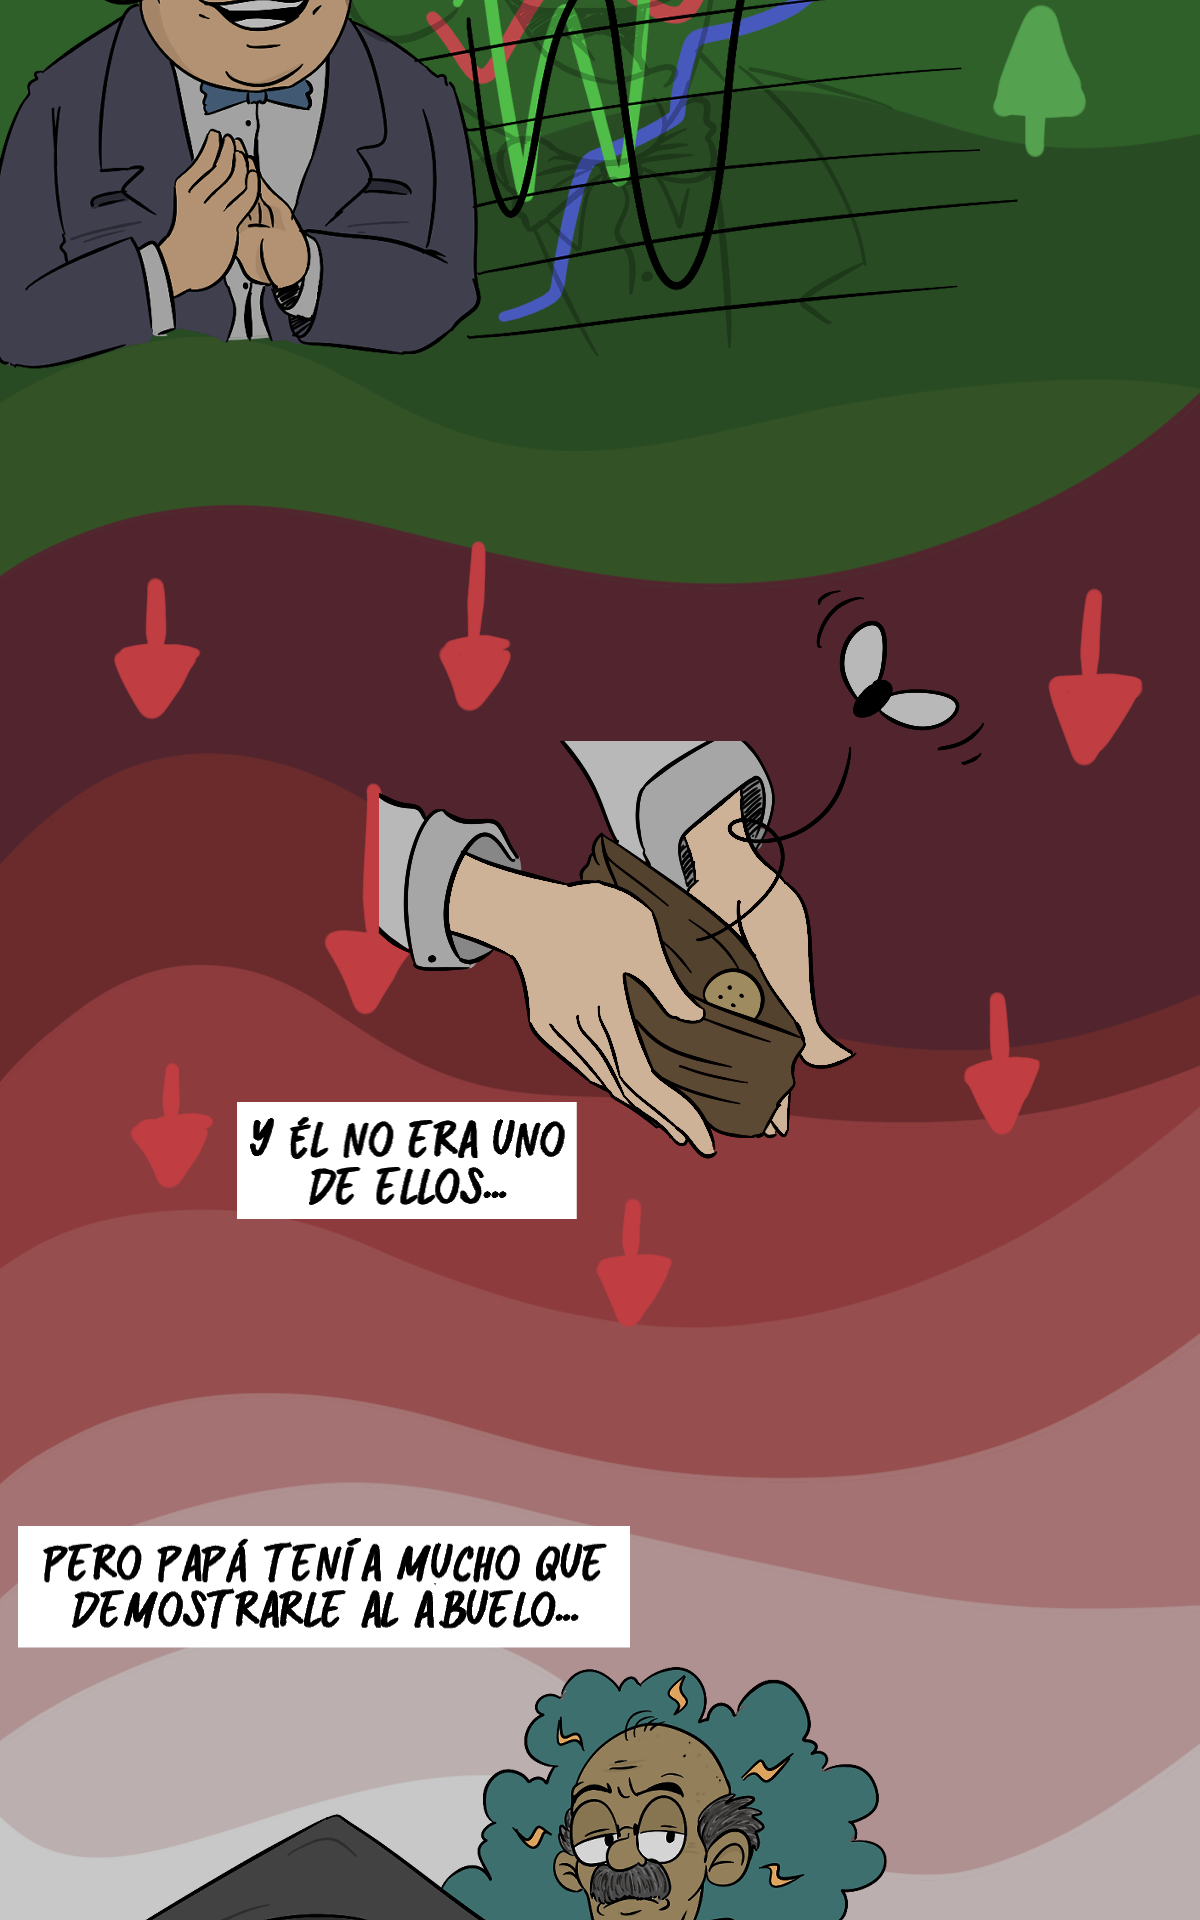 Y ÉL NO ERA UNO
DE ELLOS...
PERO PAPÁ TENÍA MUCHO QUE
DEMOSTRARLE AL ABUELO...